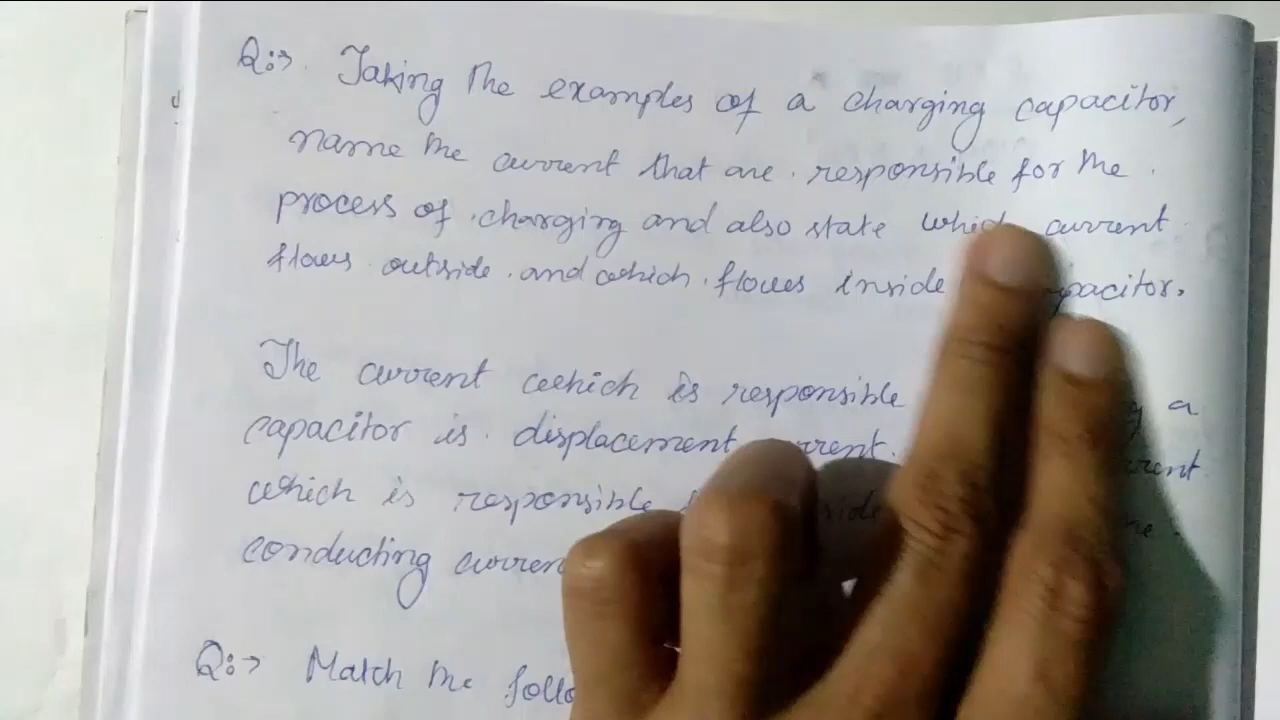 Q:→ Taking the examples of a charging capacitor,
name the current that are responsible for the
process of charging and also state which current
flows outside and which flows inside
The current which is responsible a
capacitor is displacement
which is responsible
conducting
Q:→ Match the